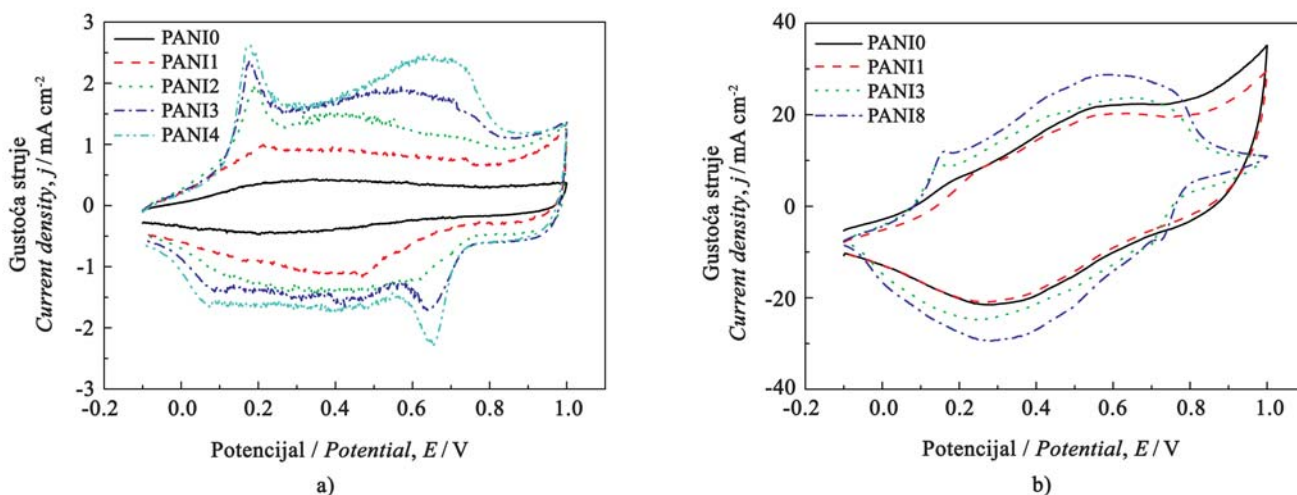 3
2
1
0
-1
-2
-3
Gustoća struje
Current density, j / mA cm-2
PANI0
PANI1
PANI2
PANI3
PANI4
-0.2 0.0 0.2 0.4 0.6 0.8 1.0
Potencijal / Potential, E / V
a)
40
20
0
-20
-40
Gustoća struje
Current density, j / mA cm-2
PANI0
PANI1
PANI3
PANI8
-0.2 0.0 0.2 0.4 0.6 0.8 1.0
Potencijal / Potential, E / V
b)